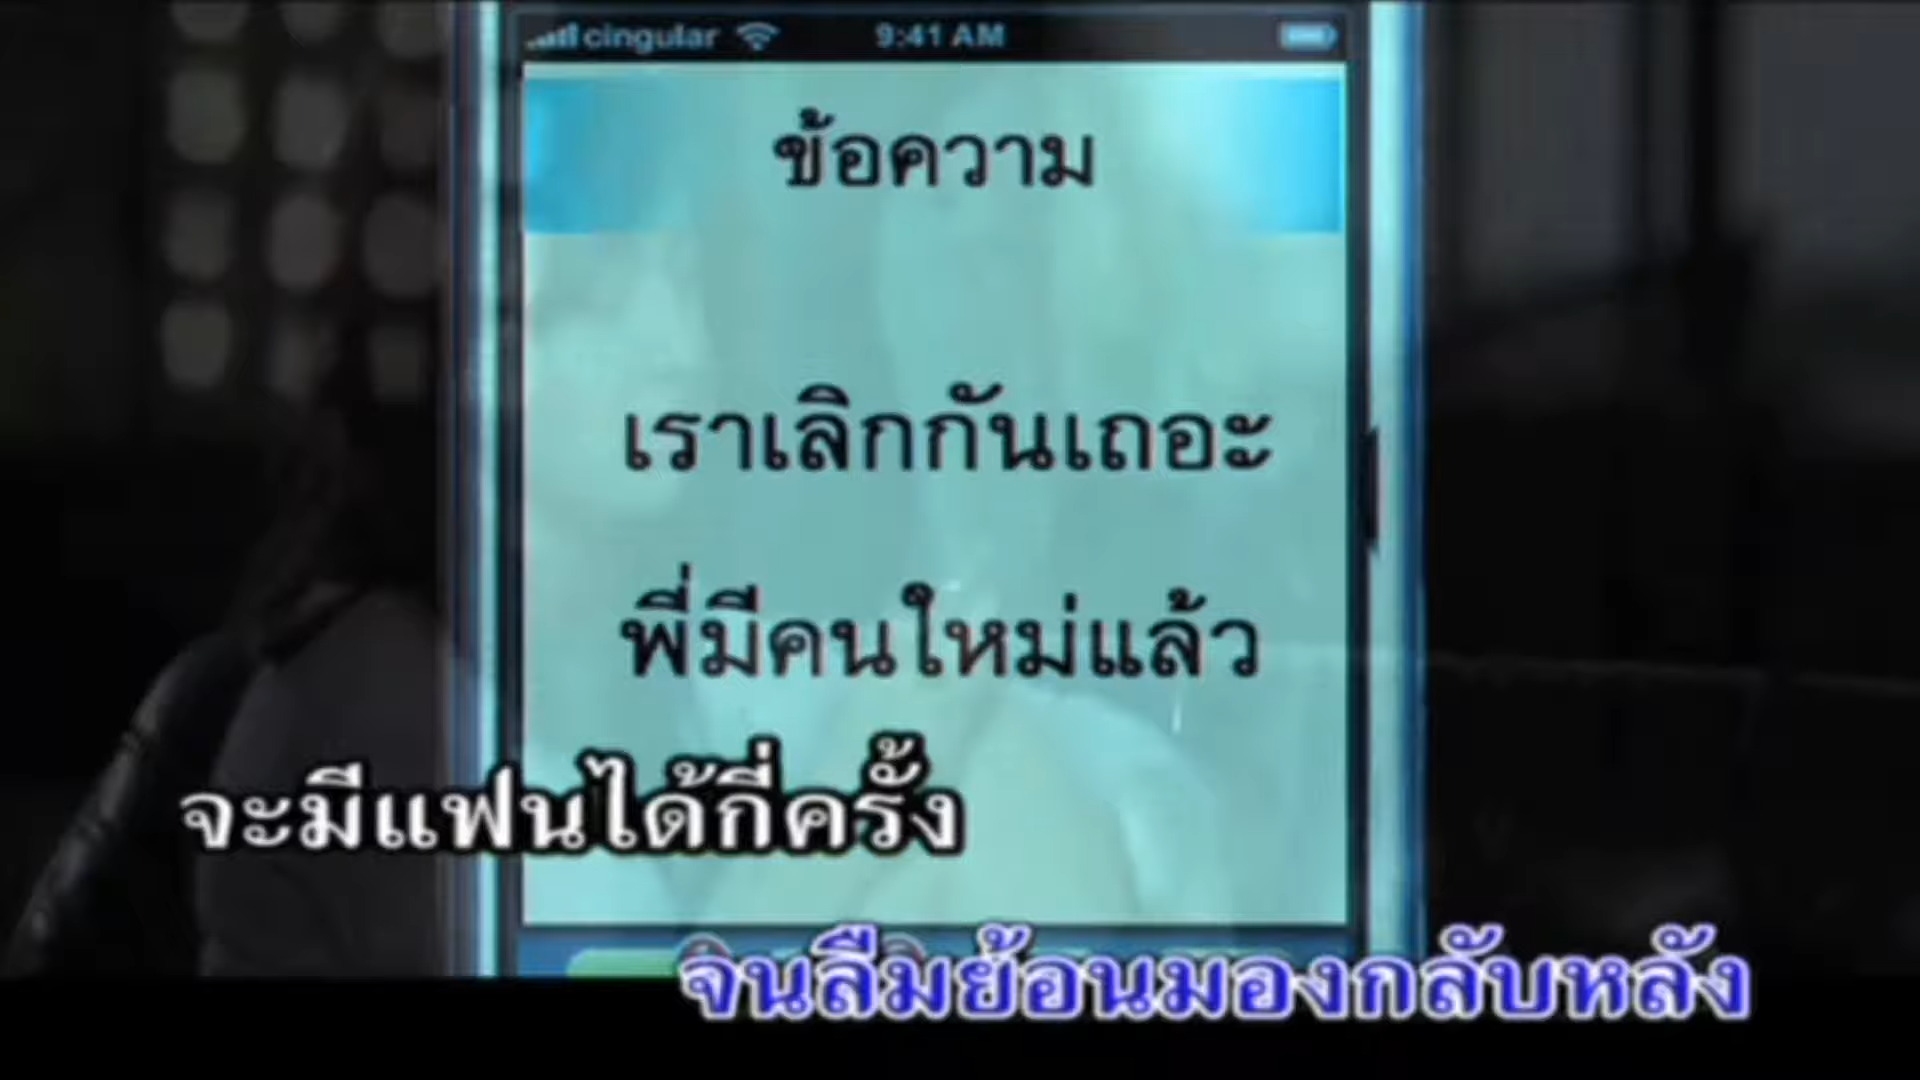 cingular 9:41 AM
ข้อความ
เราเลิกกันเถอะ
พี่มีคนใหม่แล้ว
จะมีแฟนได้กี่ครั้ง
จนลืมย้อนมองกลับหลัง